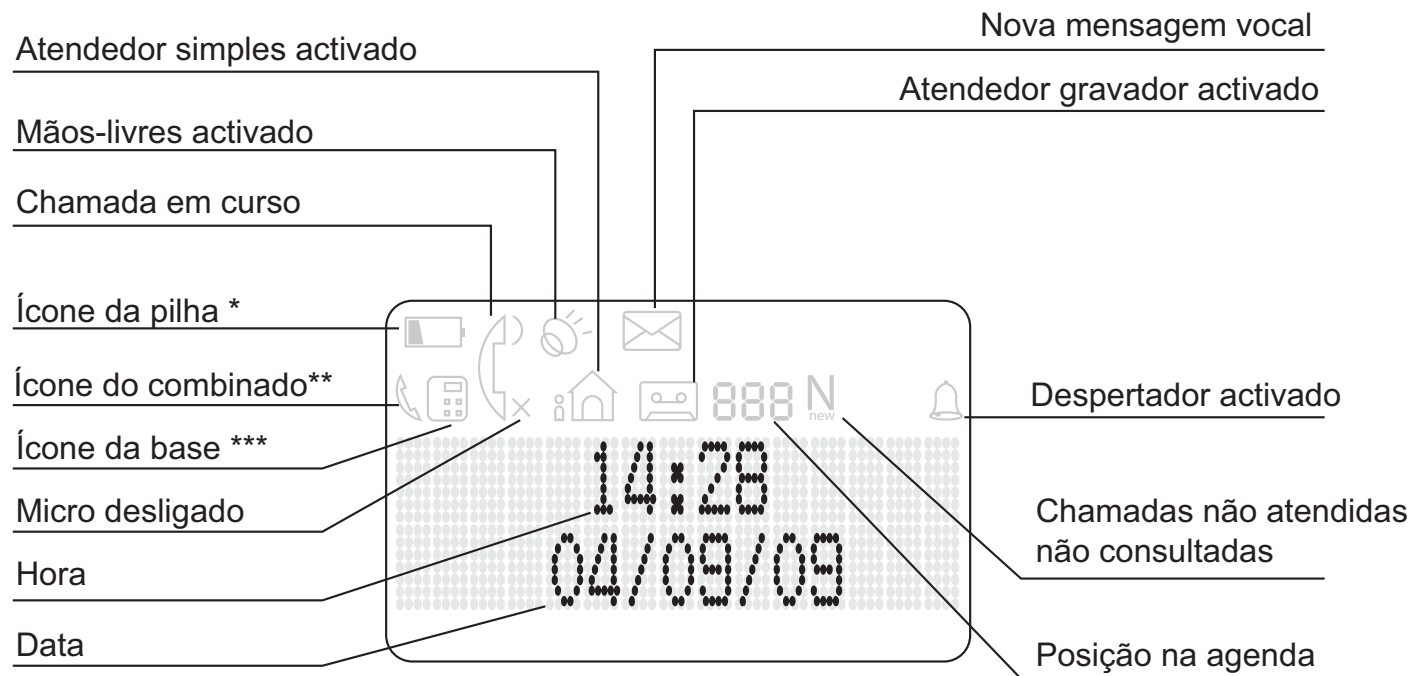 Nova mensagem vocal
Atendedor simples activado
Atendedor gravador activado
Mãos-livres activado
Chamada em curso
Ícone da pilha *
Ícone do combinado**
Despertador activado
888 N
new
Ícone da base ***
14:28
Micro desligado
Chamadas não atendidas
não consultadas
Hora
04/09/09
Data
Posição na agenda